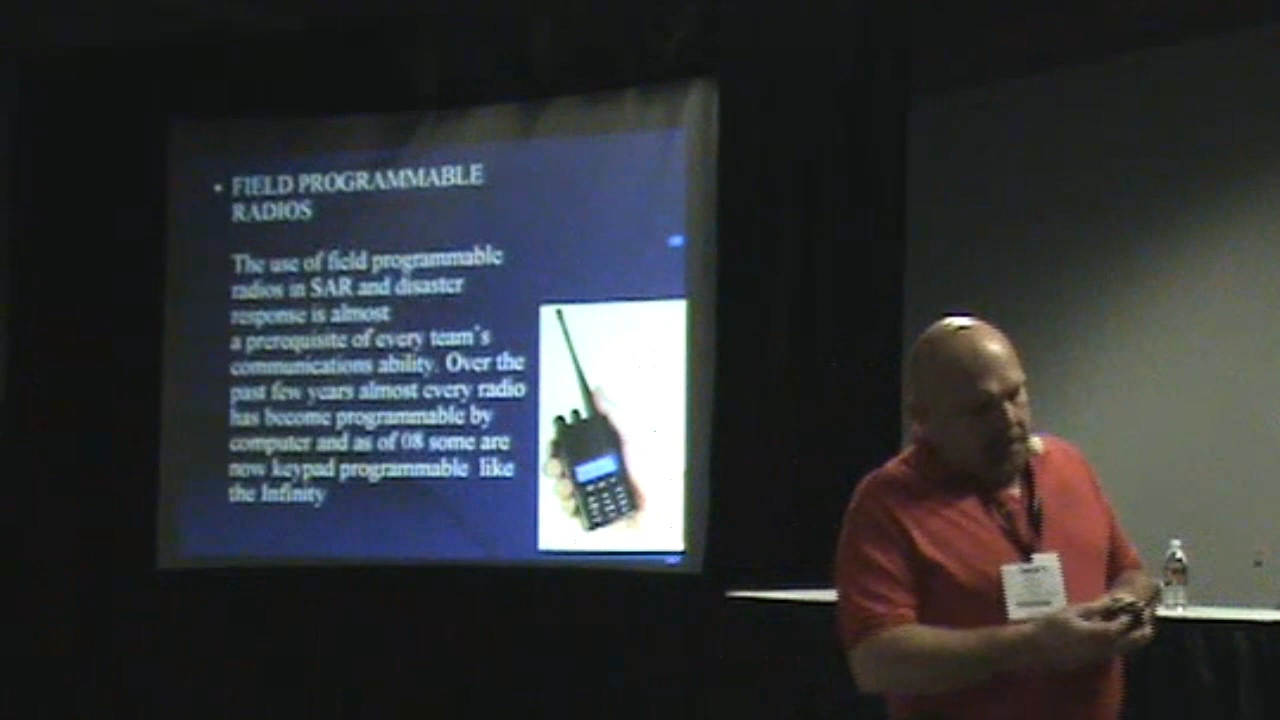 • FIELD PROGRAMMABLE
RADIOS
The use of field programmable
radios in SAR and disaster
response is almost
a prerequisite of every team's
communications ability. Over the
past few years almost every radio
has become programmable by
computer and as of 08 some are
now keypad programmable like
the Infinity